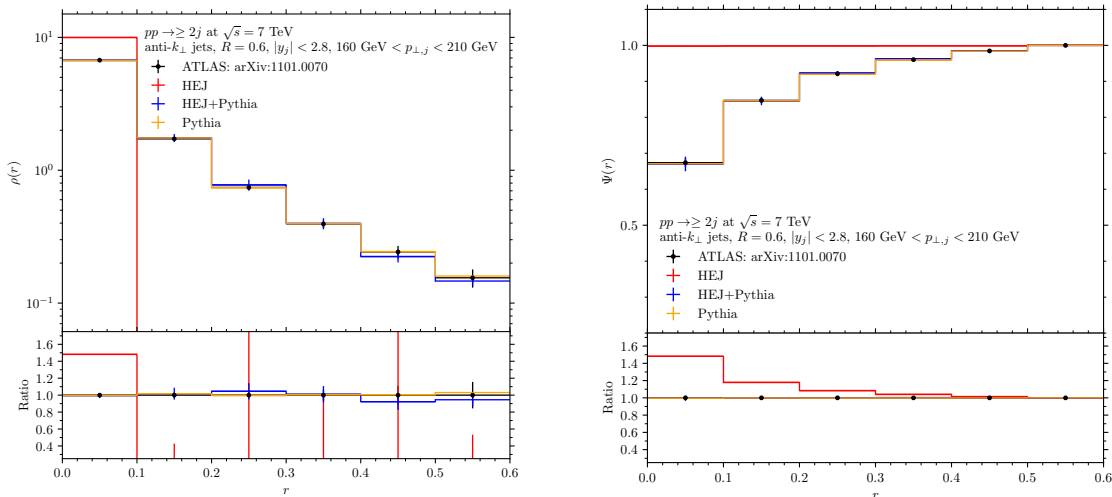 pp →≥ 2j at √s = 7 TeV
anti-k⊥ jets, R = 0.6, |y_j| < 2.8, 160 GeV < p⊥,j < 210 GeV
ATLAS: arXiv:1101.0070
HEJ
HEJ+Pythia
Pythia
ρ(r)
10¹
10⁰
10⁻¹
Ratio
1.6
1.4
1.2
1.0
0.8
0.6
0.4
0.0 0.1 0.2 0.3 0.4 0.5 0.6
r
Ψ(r)
1.0
0.5
pp →≥ 2j at √s = 7 TeV
anti-k⊥ jets, R = 0.6, |y_j| < 2.8, 160 GeV < p⊥,j < 210 GeV
ATLAS: arXiv:1101.0070
HEJ
HEJ+Pythia
Pythia
Ratio
1.6
1.4
1.2
1.0
0.8
0.6
0.4
0.0 0.1 0.2 0.3 0.4 0.5 0.6
r